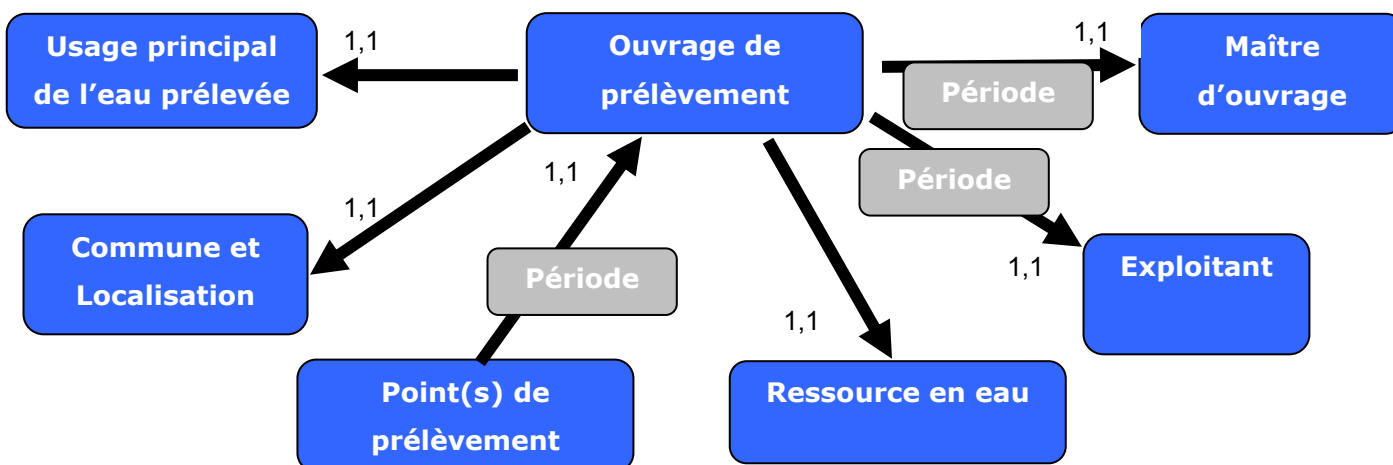 Usage principal
de l'eau prélevée
1,1
Ouvrage de
prélèvement
1,1
Maître
d'ouvrage
Période
Période
1,1
1,1
Commune et
Localisation
Période
1,1
Exploitant
1,1
Point(s) de
prélèvement
Ressource en eau